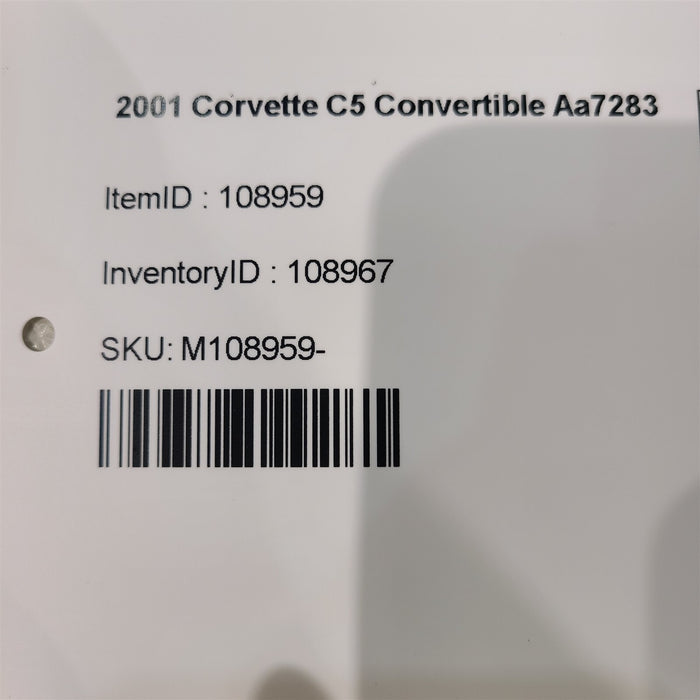 2001 Corvette C5 Convertible Aa7283
ItemID : 108959
InventoryID : 108967
SKU: M108959-